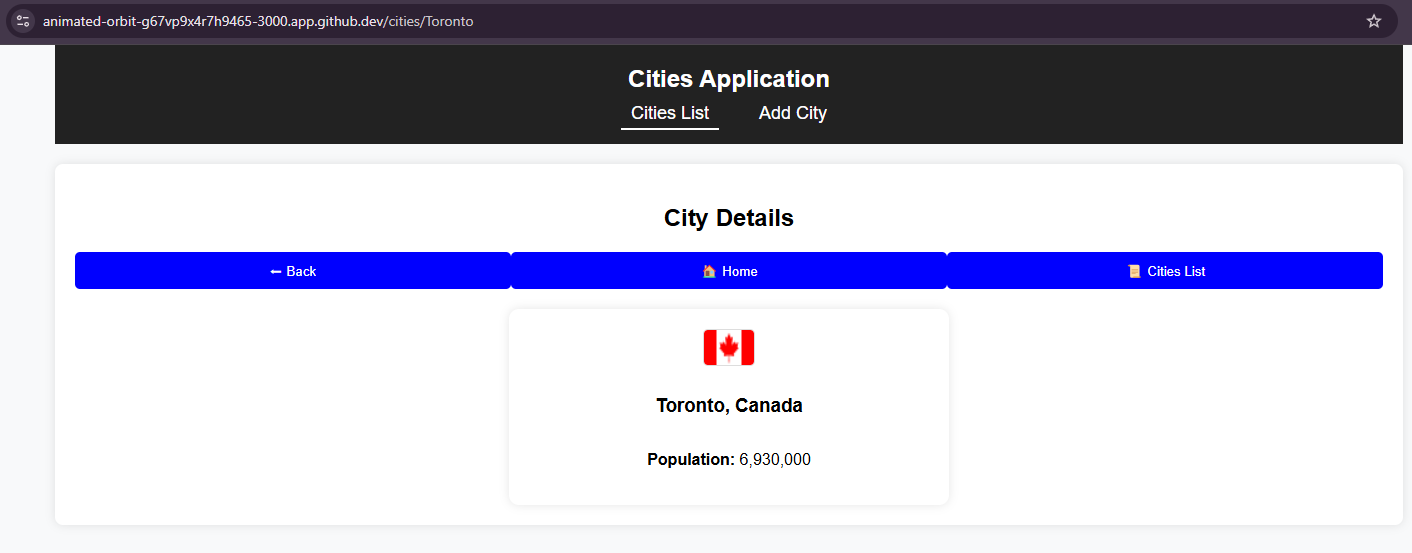 animated-orbit-g67vp9x4r7h9465-3000.app.github.dev/cities/Toronto
Cities Application
Cities List Add City
City Details
← Back 🏠 Home 📜 Cities List
Toronto, Canada
Population: 6,930,000